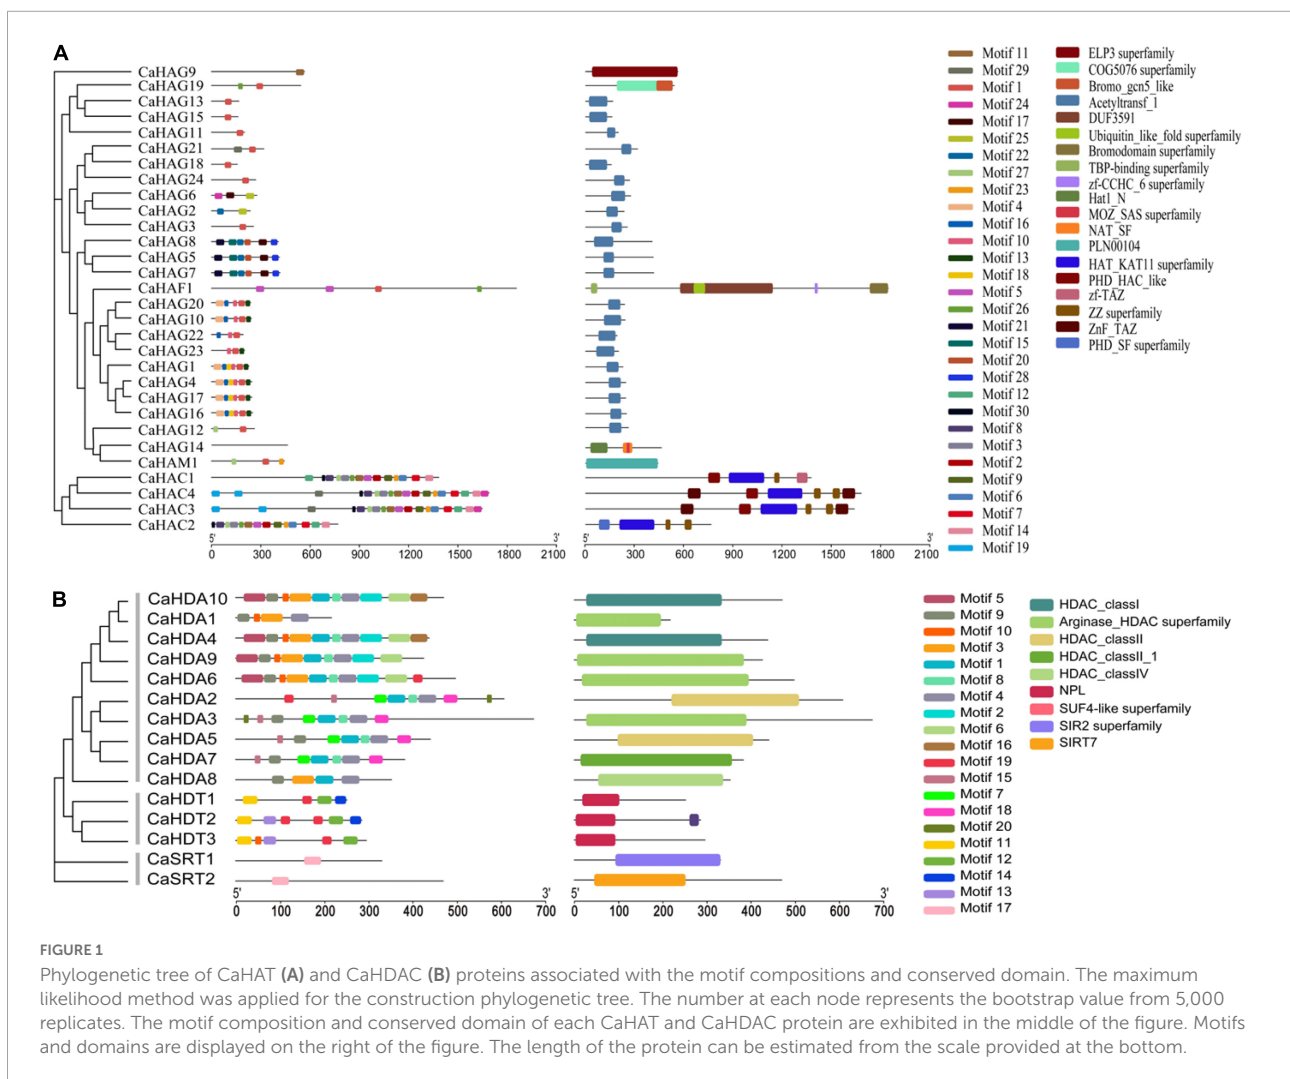 A
CaHAG9
CaHAG19
CaHAG13
CaHAG15
CaHAG11
CaHAG21
CaHAG18
CaHAG24
CaHAG6
CaHAG2
CaHAG3
CaHAG8
CaHAG5
CaHAG7
CaHAF1
CaHAG20
CaHAG10
CaHAG22
CaHAG23
CaHAG1
CaHAG4
CaHAG17
CaHAG16
CaHAG12
CaHAG14
CaHAM1
CaHAC1
CaHAC4
CaHAC3
CaHAC2
5' 3'
0 300 600 900 1200 1500 1800 2100
5' 3'
0 300 600 900 1200 1500 1800 2100
Motif 11
Motif 29
Motif 1
Motif 24
Motif 17
Motif 25
Motif 22
Motif 27
Motif 23
Motif 4
Motif 16
Motif 10
Motif 13
Motif 18
Motif 5
Motif 26
Motif 21
Motif 15
Motif 20
Motif 28
Motif 12
Motif 30
Motif 8
Motif 3
Motif 2
Motif 9
Motif 6
Motif 7
Motif 14
Motif 19
ELP3 superfamily
COG5076 superfamily
Bromo_gcn5_like
Acetyltransf_1
DUF3591
Ubiquitin_like_fold superfamily
Bromodomain superfamily
TBP-binding superfamily
zf-CCHC_6 superfamily
Hat1_N
MOZ_SAS superfamily
NAT_SF
PLN00104
HAT_KAT11 superfamily
PHD_HAC_like
zf-TAZ
ZZ superfamily
ZnF_TAZ
PHD_SF superfamily
B
CaHDA10
CaHDA1
CaHDA4
CaHDA9
CaHDA6
CaHDA2
CaHDA3
CaHDA5
CaHDA7
CaHDA8
CaHDT1
CaHDT2
CaHDT3
CaSRT1
CaSRT2
5' 3'
0 100 200 300 400 500 600 700
5' 3'
0 100 200 300 400 500 600 700
Motif 5
Motif 9
Motif 10
Motif 3
Motif 1
Motif 8
Motif 4
Motif 2
Motif 6
Motif 16
Motif 19
Motif 15
Motif 7
Motif 18
Motif 20
Motif 11
Motif 12
Motif 14
Motif 13
Motif 17
HDAC_classI
Arginase_HDAC superfamily
HDAC_classII
HDAC_classII_1
HDAC_classIV
NPL
SUF4-like superfamily
SIR2 superfamily
SIRT7
FIGURE 1
Phylogenetic tree of CaHAT (A) and CaHDAC (B) proteins associated with the motif compositions and conserved domain. The maximum
likelihood method was applied for the construction phylogenetic tree. The number at each node represents the bootstrap value from 5,000
replicates. The motif composition and conserved domain of each CaHAT and CaHDAC protein are exhibited in the middle of the figure. Motifs
and domains are displayed on the right of the figure. The length of the protein can be estimated from the scale provided at the bottom.